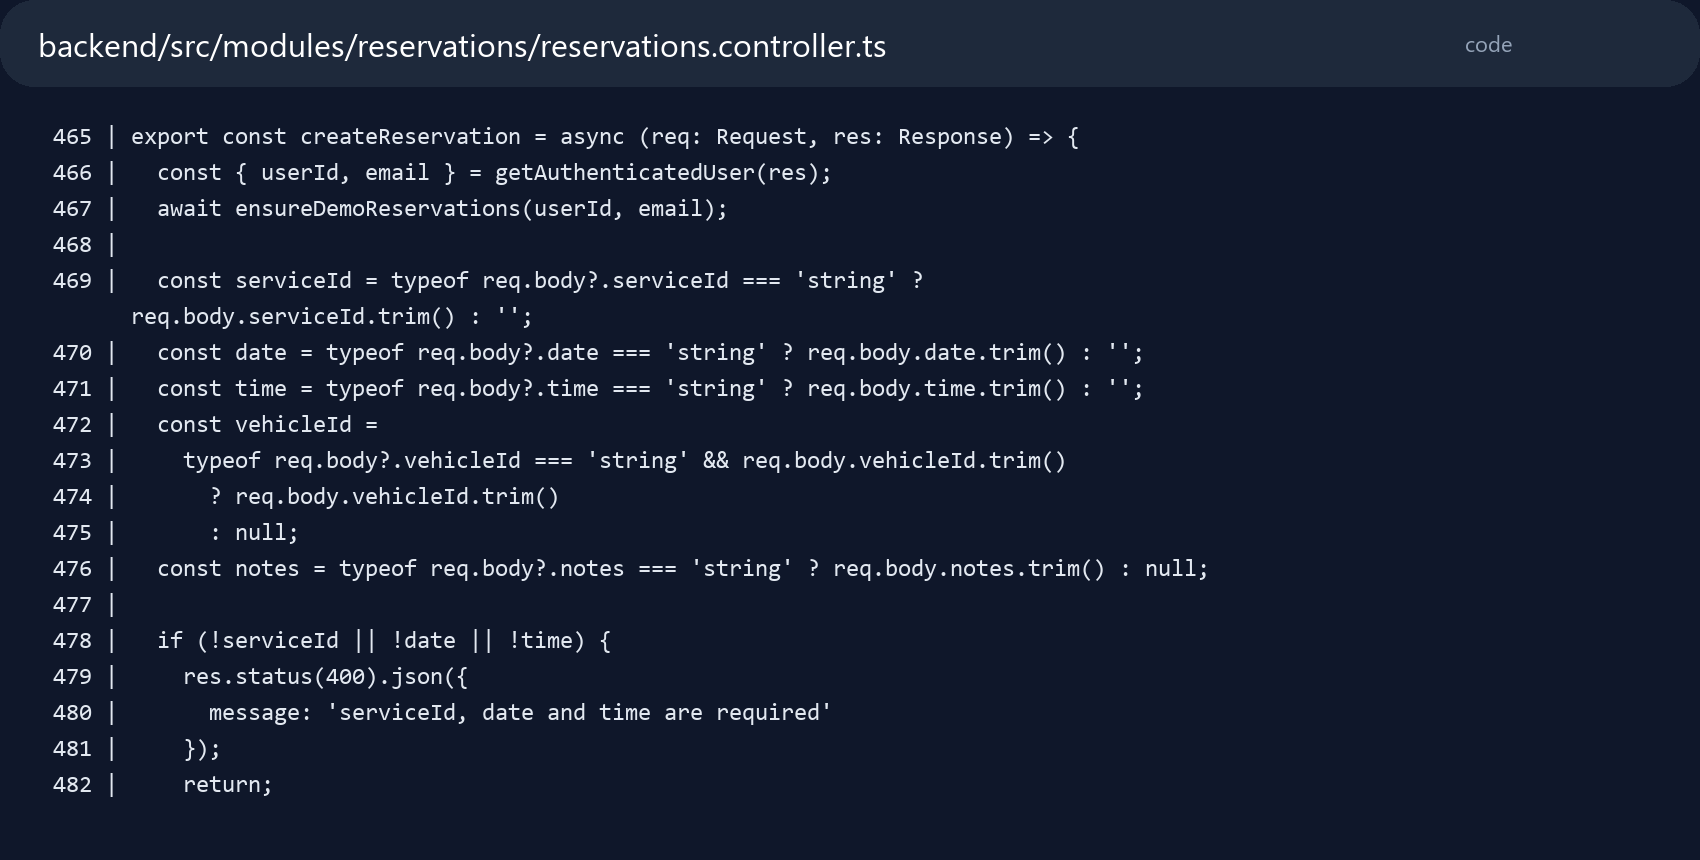 backend/src/modules/reservations/reservations.controller.ts
code
465 | export const createReservation = async (req: Request, res: Response) => {
466 |   const { userId, email } = getAuthenticatedUser(res);
467 |   await ensureDemoReservations(userId, email);
468 |
469 |   const serviceId = typeof req.body?.serviceId === 'string' ?
      req.body.serviceId.trim() : '';
470 |   const date = typeof req.body?.date === 'string' ? req.body.date.trim() : '';
471 |   const time = typeof req.body?.time === 'string' ? req.body.time.trim() : '';
472 |   const vehicleId =
473 |     typeof req.body?.vehicleId === 'string' && req.body.vehicleId.trim()
474 |       ? req.body.vehicleId.trim()
475 |       : null;
476 |   const notes = typeof req.body?.notes === 'string' ? req.body.notes.trim() : null;
477 |
478 |   if (!serviceId || !date || !time) {
479 |     res.status(400).json({
480 |       message: 'serviceId, date and time are required'
481 |     });
482 |     return;